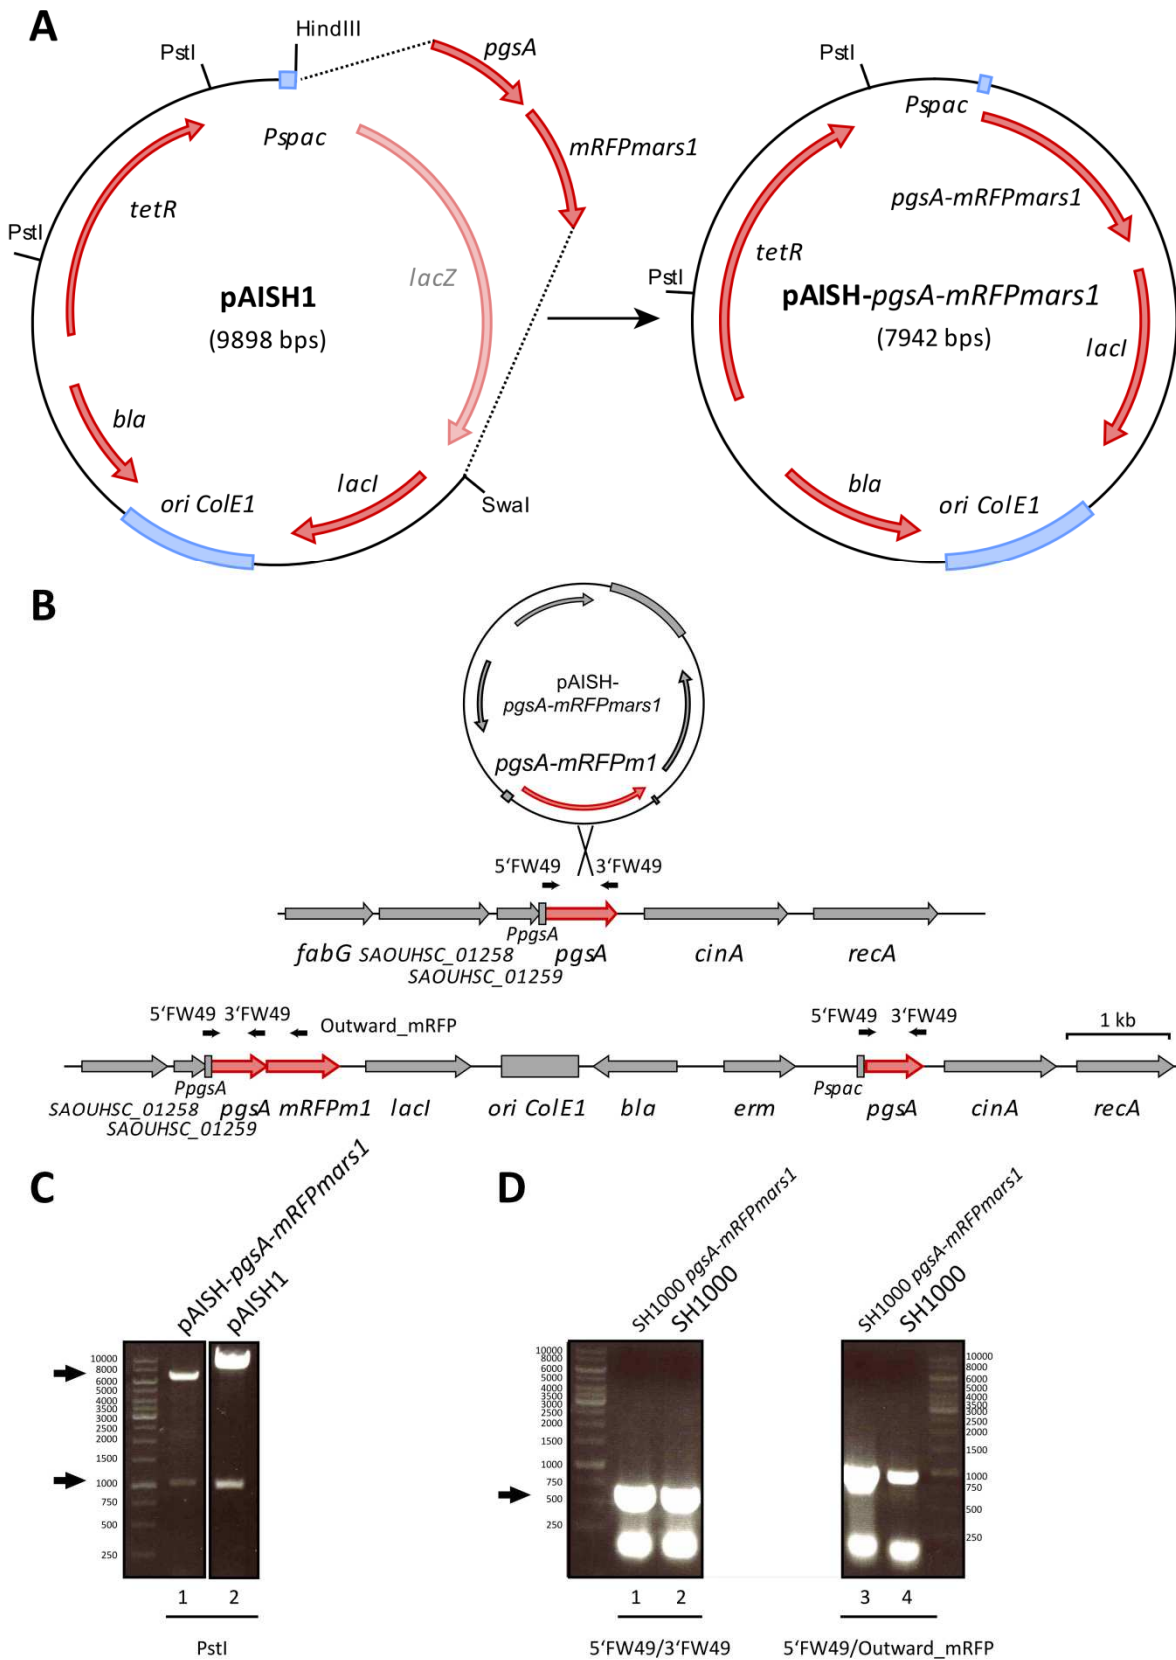 A
HindIII
PstI
pgsA
PstI
Pspac
Pspac
mRFPmars1
pgsA-mRFPmars1
tetR
PstI
tetR
lacZ
PstI
pAISH1
(9898 bps)
pAISH-pgsA-mRFPmars1
(7942 bps)
lacI
bla
bla
ori ColE1
lacI
SwaI
ori ColE1
B
pAISH-
pgsA-mRFPmars1
pgsA-mRFPm1
5'FW49 3'FW49
PpgsA
fabG SAOUHSC_01258 pgsA cinA recA
SAOUHSC_01259
5'FW49 3'FW49 Outward_mRFP 5'FW49 3'FW49 1 kb
PpgsA Pspac
SAOUHSC_01258 pgsA mRFPm1 lacI ori ColE1 bla erm pgsA cinA recA
SAOUHSC_01259
C
pAISH-pgsA-mRFPmars1
pAISH1
10000
8000
6000
5000
4000
3500
3000
2500
2000
1500
1000
750
500
250
1 2
PstI
D
SH1000 pgsA-mRFPmars1
SH1000
10000
8000
6000
5000
4000
3500
3000
2500
2000
1500
1000
750
500
250
1 2
5'FW49/3'FW49
SH1000 pgsA-mRFPmars1
SH1000
10000
8000
6000
5000
4000
3500
3000
2500
2000
1500
1000
750
500
250
3 4
5'FW49/Outward_mRFP